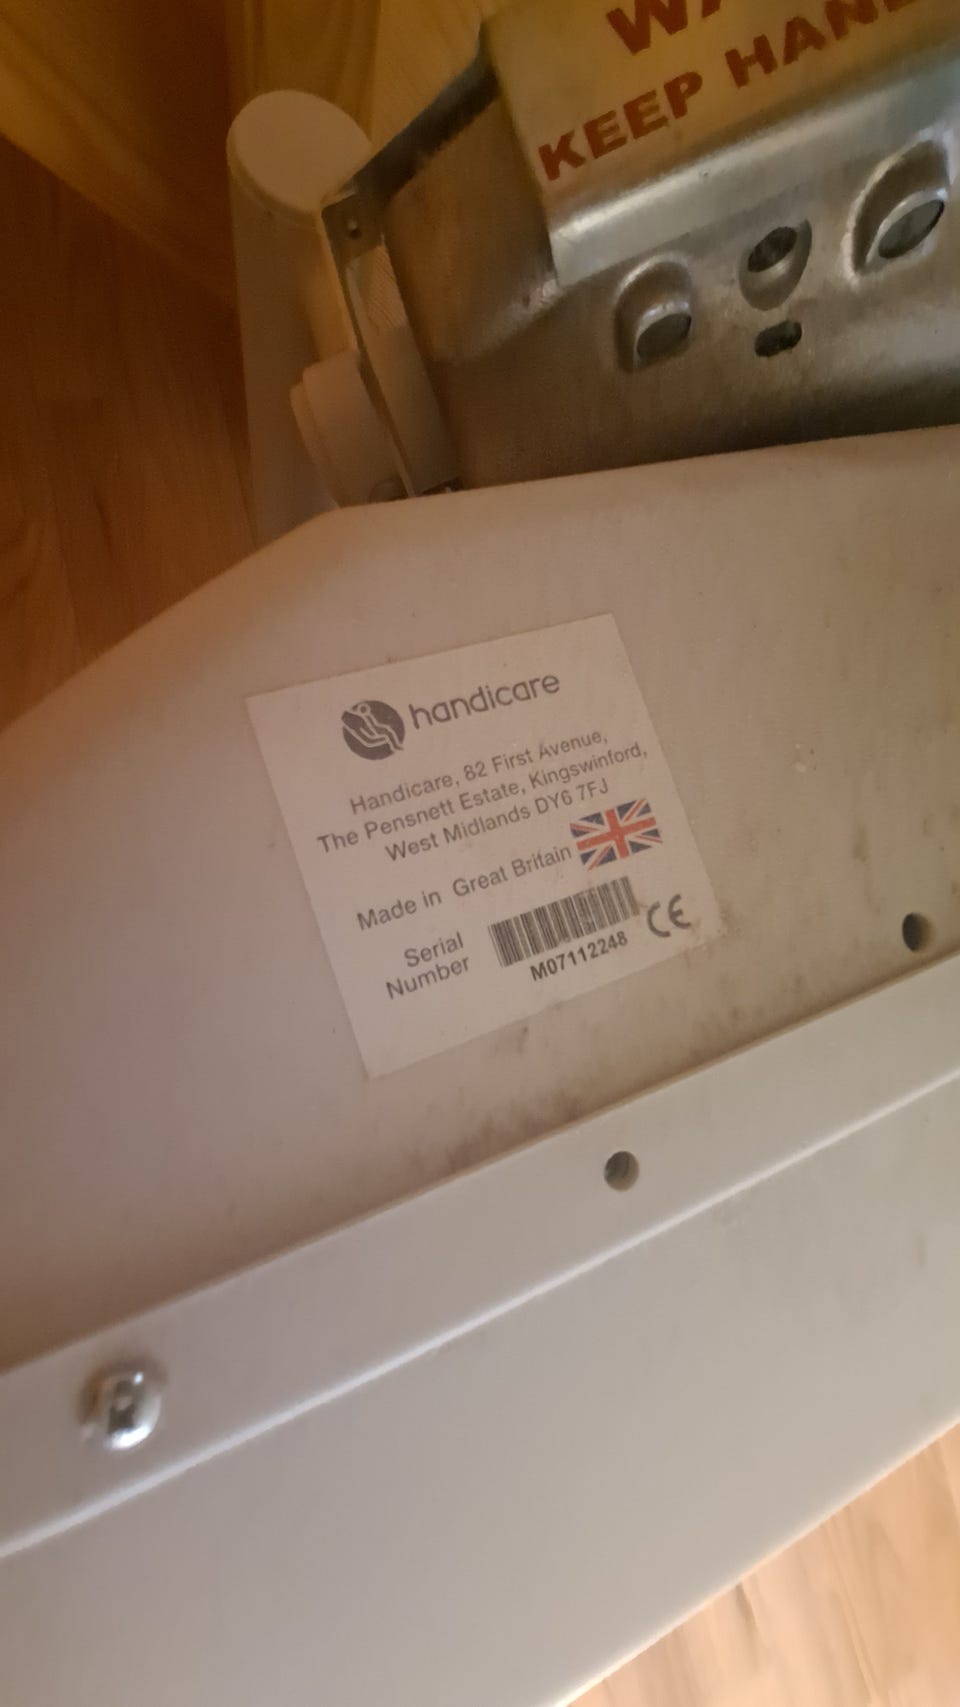 KEEP
handicare
Handicare, 82 First Avenue,
The Pensnett Estate, Kingswinford,
West Midlands DY6 7FJ
Made in Great Britain
Serial
Number
M07112248
CE